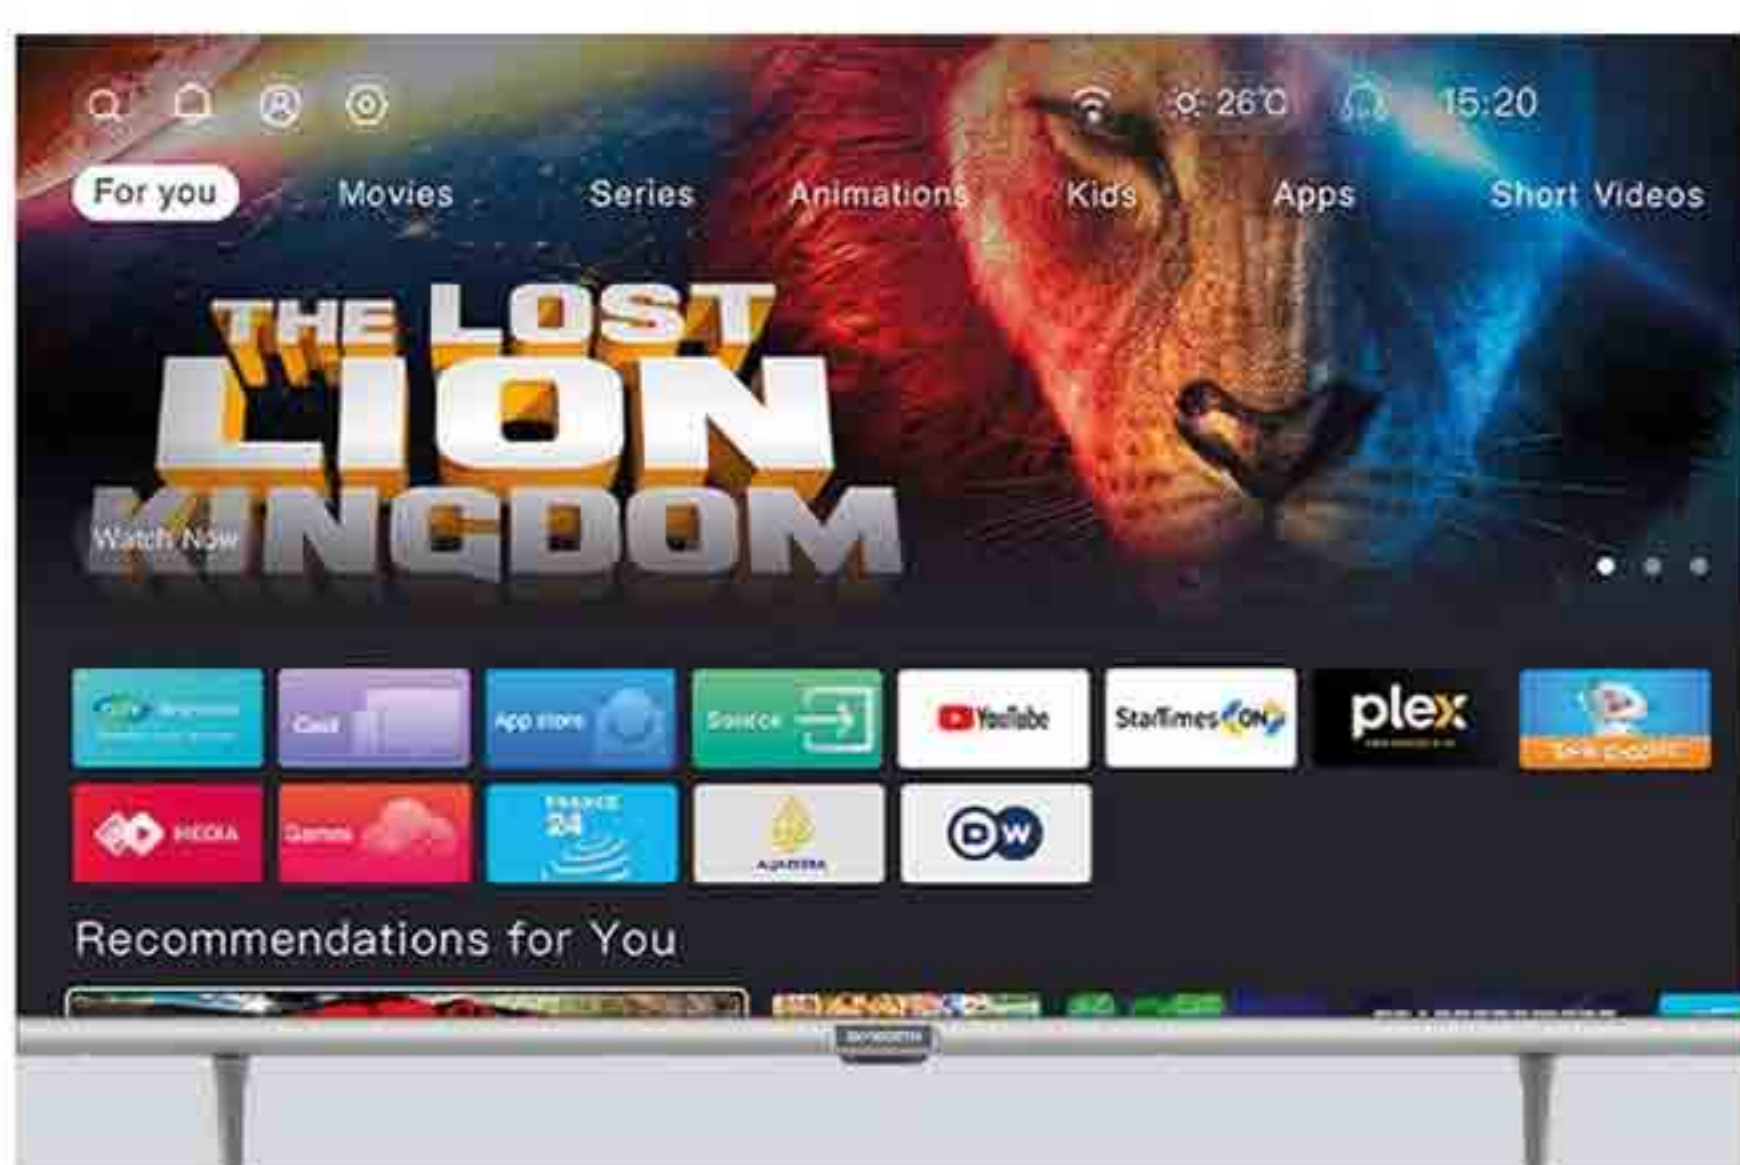 26°C 15:20
For you Movies Series Animations Kids Apps Short Videos
THE LOST
LION
KINGDOM
Watch Now
Cast App store Source YouTube StarTimes ON plex
MEDIA Games FRANCE
24
ALJAZEERA
DW
Recommendations for You